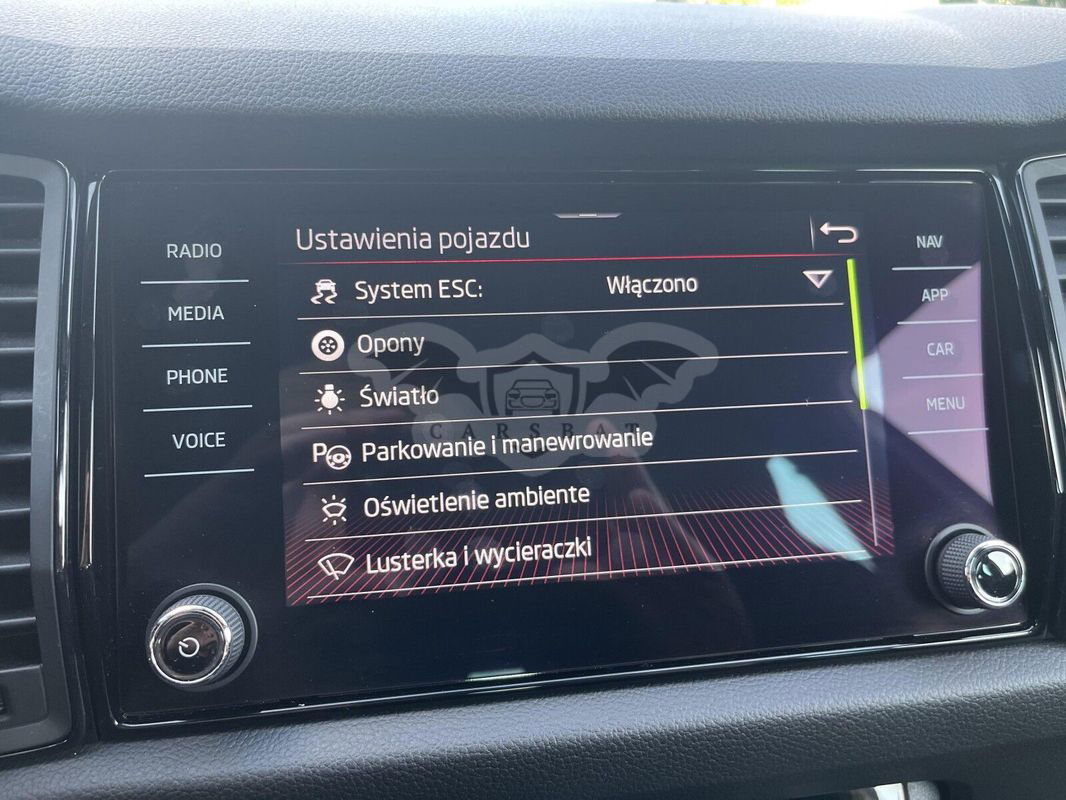 Ustawienia pojazdu
RADIO
MEDIA
PHONE
VOICE
System ESC: Włączono
Opony
Światło
Parkowanie i manewrowanie
Oświetlenie ambiente
Lusterka i wycieraczki
NAV
APP
CAR
MENU
CARSBAT